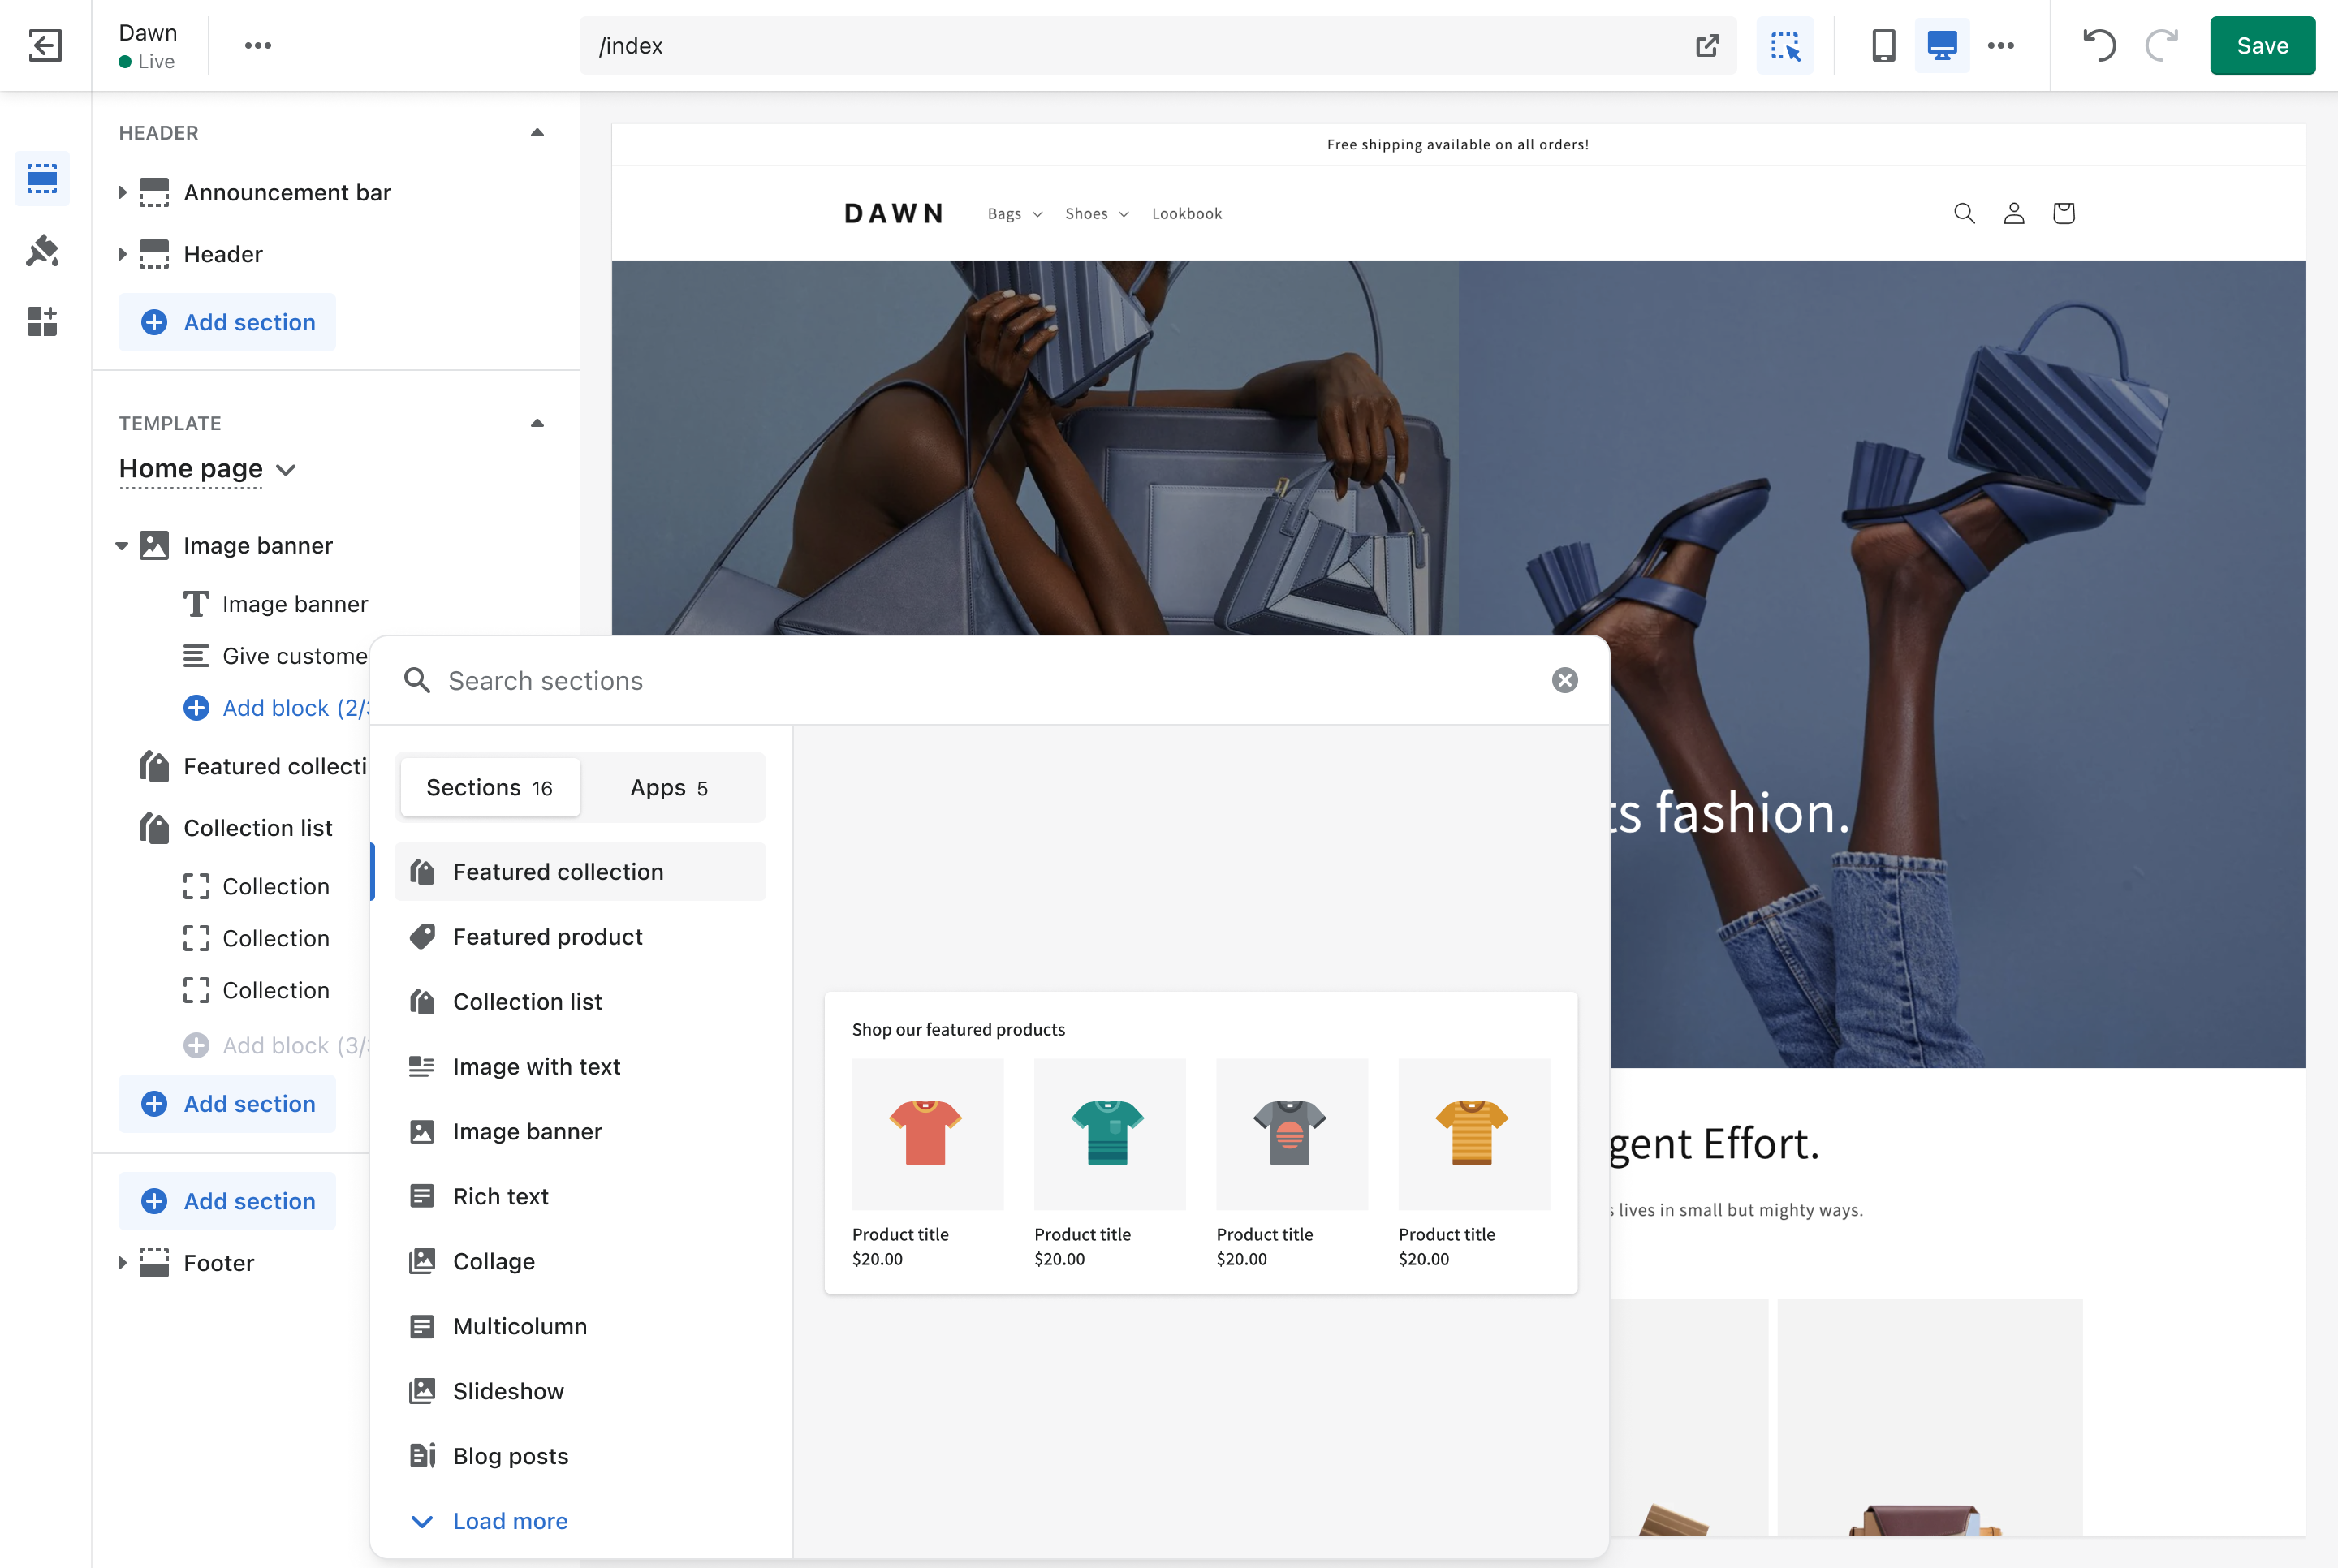 Dawn
Live
/index
Save
HEADER
Announcement bar
Header
Add section
TEMPLATE
Home page
Image banner
Image banner
Give custome
Add block (2/
Featured collecti
Collection list
Collection
Collection
Collection
Add block (3/
Add section
Add section
Footer
Free shipping available on all orders!
DAWN
Bags
Shoes
Lookbook
Search sections
Sections 16
Apps 5
Featured collection
Featured product
Collection list
Image with text
Image banner
Rich text
Collage
Multicolumn
Slideshow
Blog posts
Load more
Shop our featured products
Product title
$20.00
Product title
$20.00
Product title
$20.00
Product title
$20.00
ts fashion.
gent Effort.
s lives in small but mighty ways.